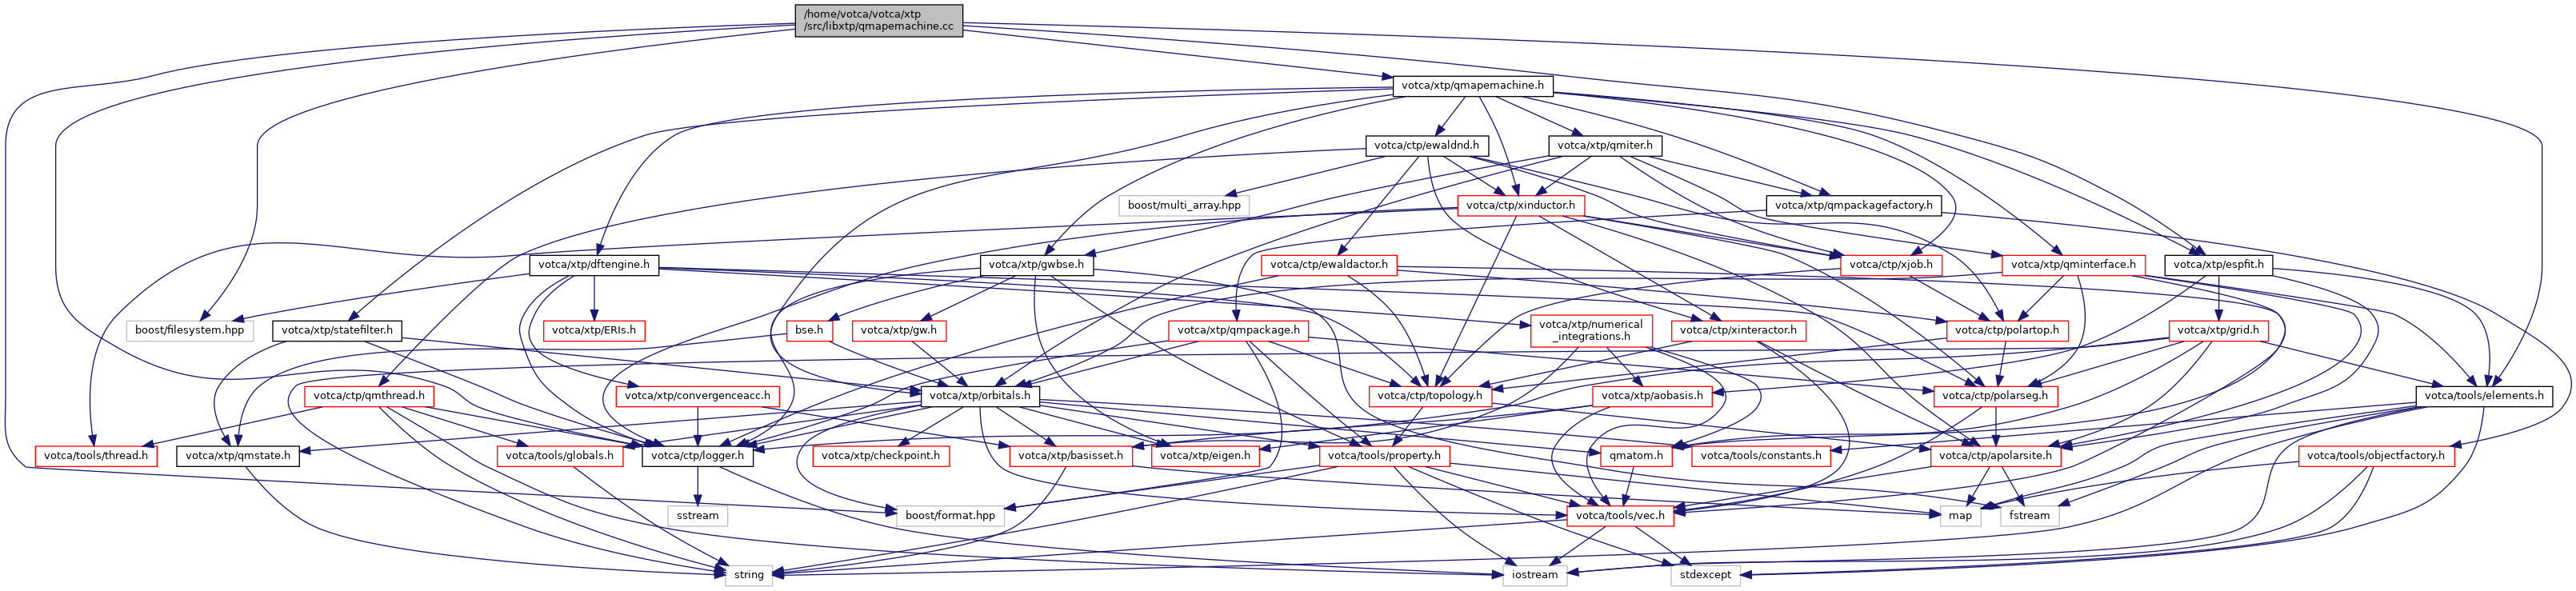 /home/votca/votca/xtp
/src/libxtp/qmapemachine.cc
votca/xtp/qmapemachine.h
votca/ctp/ewaldnd.h
votca/xtp/qmiter.h
boost/multi_array.hpp
votca/ctp/xinductor.h
votca/xtp/qmpackagefactory.h
votca/xtp/dftengine.h
votca/xtp/gwbse.h
votca/ctp/ewaldactor.h
votca/ctp/xjob.h
votca/xtp/qminterface.h
votca/xtp/espfit.h
boost/filesystem.hpp
votca/xtp/statefilter.h
votca/xtp/ERIs.h
bse.h
votca/xtp/gw.h
votca/xtp/qmpackage.h
votca/xtp/numerical
_integrations.h
votca/ctp/xinteractor.h
votca/ctp/polartop.h
votca/xtp/grid.h
votca/ctp/qmthread.h
votca/xtp/convergenceacc.h
votca/xtp/orbitals.h
votca/ctp/topology.h
votca/xtp/aobasis.h
votca/ctp/polarseg.h
votca/tools/elements.h
votca/tools/thread.h
votca/xtp/qmstate.h
votca/tools/globals.h
votca/ctp/logger.h
votca/xtp/checkpoint.h
votca/xtp/basisset.h
votca/xtp/eigen.h
votca/tools/property.h
qmatom.h
votca/tools/constants.h
votca/ctp/apolarsite.h
votca/tools/objectfactory.h
sstream
boost/format.hpp
votca/tools/vec.h
map
fstream
string
iostream
stdexcept